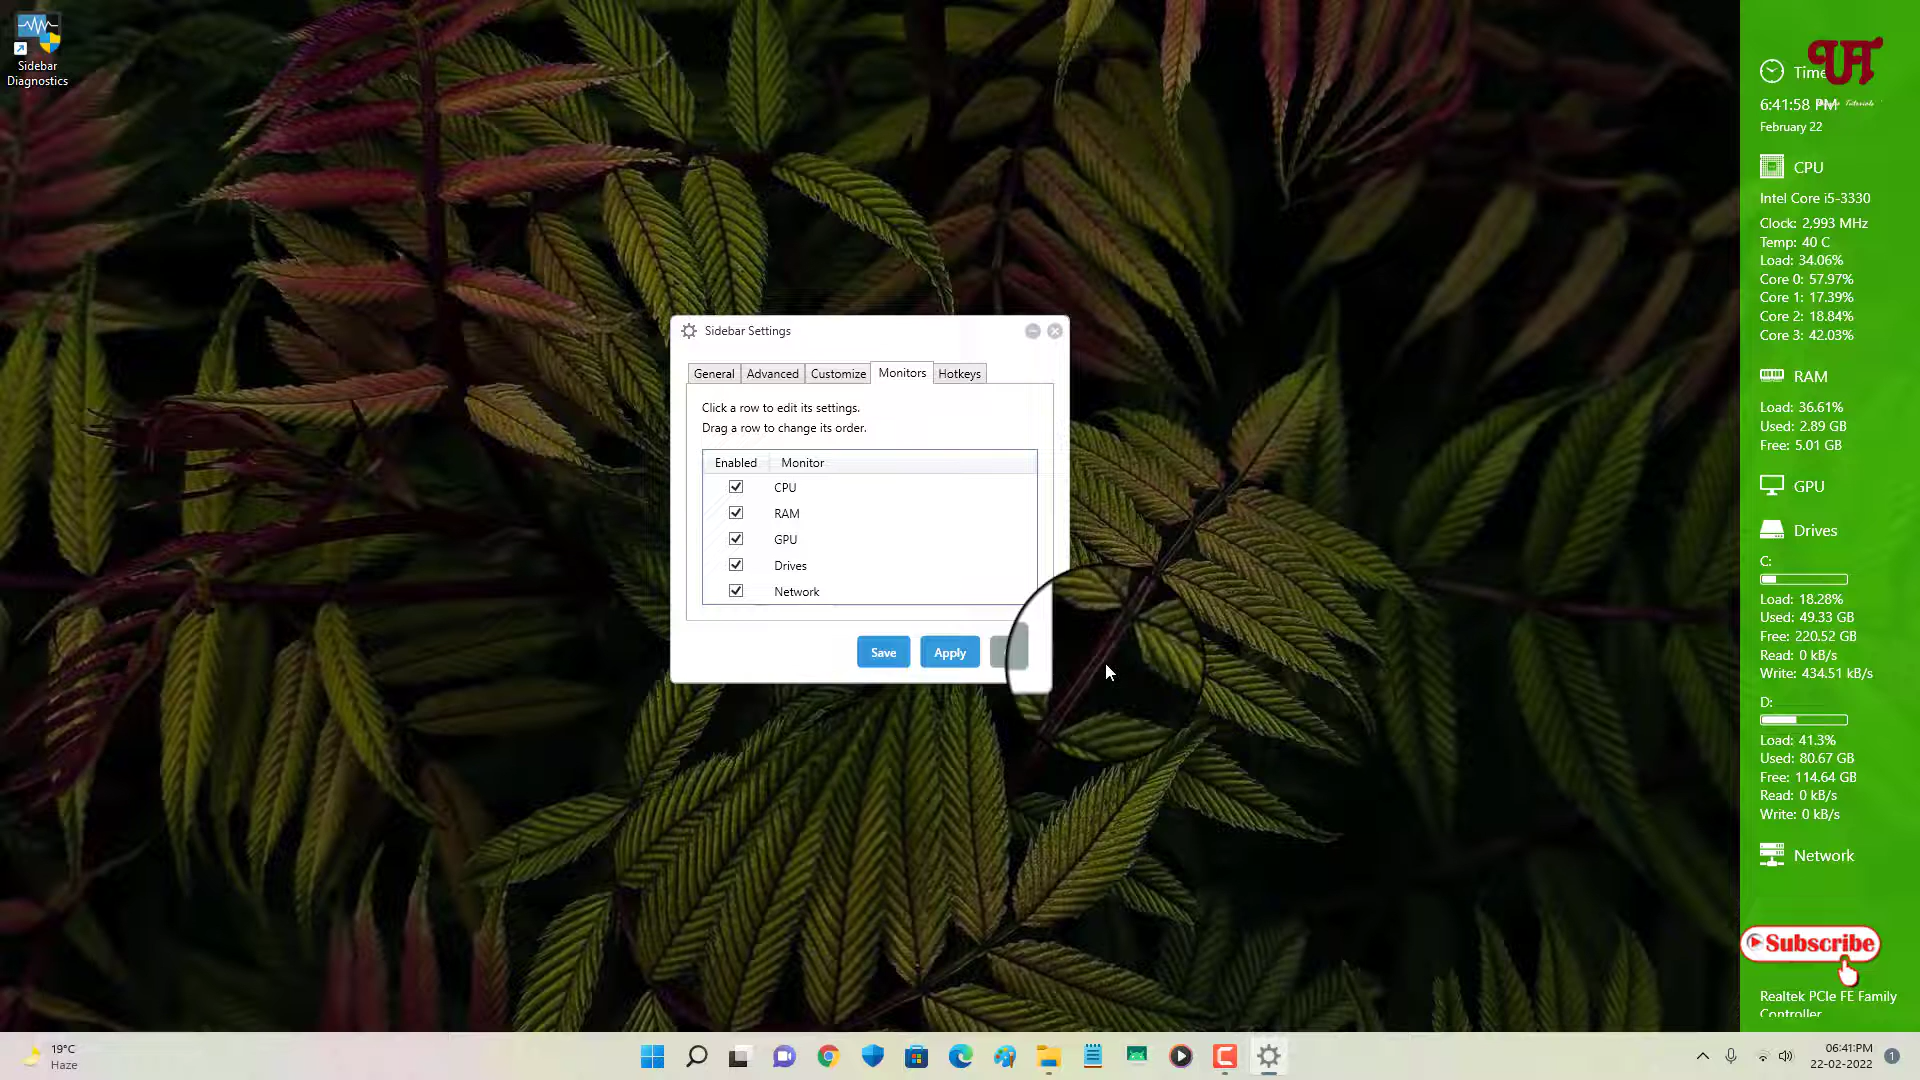 Sidebar
Diagnostics
Sidebar Settings
General
Advanced
Customize
Monitors
Hotkeys
Click a row to edit its settings.
Drag a row to change its order.
Enabled Monitor
CPU
RAM
GPU
Drives
Network
Save
Apply
UT
Time
Tutorials
6:41:58 PM
February 22
CPU
Intel Core i5-3330
Clock: 2,993 MHz
Temp: 40 C
Load: 34.06%
Core 0: 57.97%
Core 1: 17.39%
Core 2: 18.84%
Core 3: 42.03%
RAM
Load: 36.61%
Used: 2.89 GB
Free: 5.01 GB
GPU
Drives
C:
Load: 18.28%
Used: 49.33 GB
Free: 220.52 GB
Read: 0 kB/s
Write: 434.51 kB/s
D:
Load: 41.3%
Used: 80.67 GB
Free: 114.64 GB
Read: 0 kB/s
Write: 0 kB/s
Network
Subscribe
Realtek PCIe FE Family
Controller
19°C
Haze
06:41:PM
22-02-2022
1